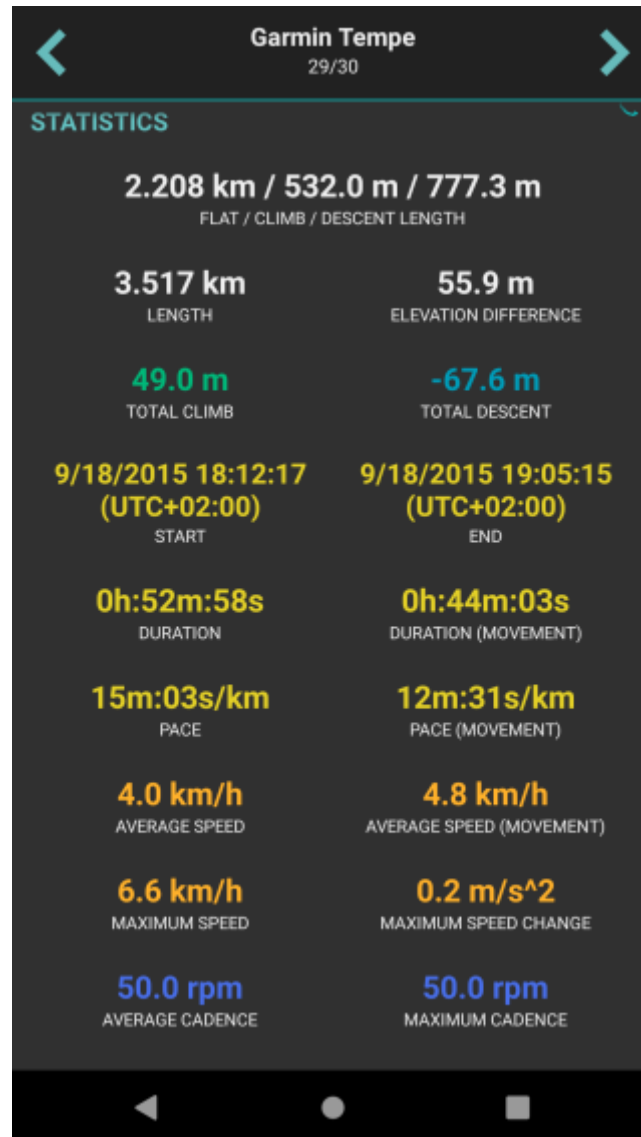 Garmin Tempe
29/30
STATISTICS
2.208 km / 532.0 m / 777.3 m
FLAT / CLIMB / DESCENT LENGTH
3.517 km
LENGTH
55.9 m
ELEVATION DIFFERENCE
49.0 m
TOTAL CLIMB
-67.6 m
TOTAL DESCENT
9/18/2015 18:12:17
(UTC+02:00)
START
9/18/2015 19:05:15
(UTC+02:00)
END
0h:52m:58s
DURATION
0h:44m:03s
DURATION (MOVEMENT)
15m:03s/km
PACE
12m:31s/km
PACE (MOVEMENT)
4.0 km/h
AVERAGE SPEED
4.8 km/h
AVERAGE SPEED (MOVEMENT)
6.6 km/h
MAXIMUM SPEED
0.2 m/s^2
MAXIMUM SPEED CHANGE
50.0 rpm
AVERAGE CADENCE
50.0 rpm
MAXIMUM CADENCE